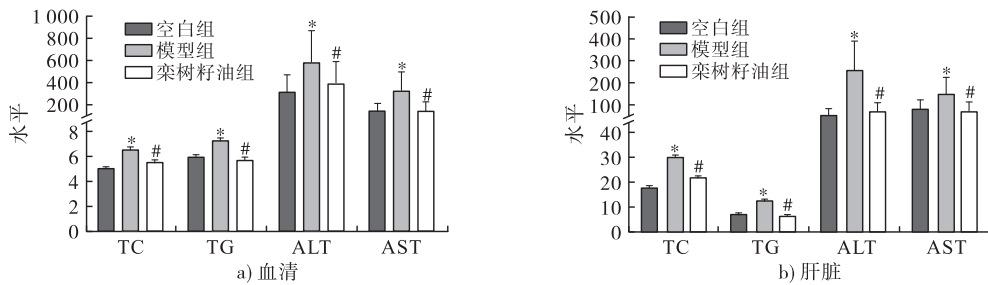 1 000
800
600
400
200
8
6
4
2
0
水平
空白组
模型组
栾树籽油组
* # * # * # * #
TC TG ALT AST
a) 血清
500
400
300
200
100
30
20
10
0
水平
空白组
模型组
栾树籽油组
* # * # * # * #
TC TG ALT AST
b) 肝脏